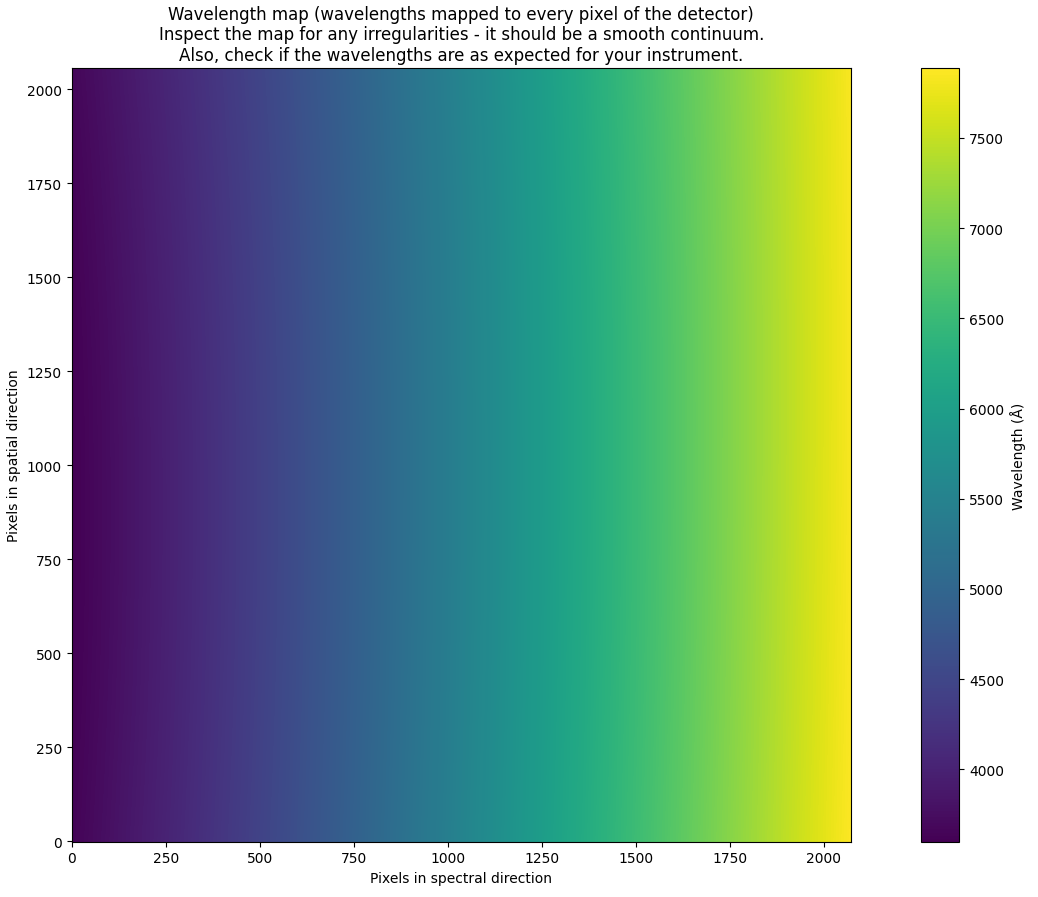 Wavelength map (wavelengths mapped to every pixel of the detector)
Inspect the map for any irregularities - it should be a smooth continuum.
Also, check if the wavelengths are as expected for your instrument.
2000
1750
1500
1250
1000
750
500
250
0
Pixels in spatial direction
0 250 500 750 1000 1250 1500 1750 2000
Pixels in spectral direction
7500
7000
6500
6000
5500
5000
4500
4000
Wavelength (Å)